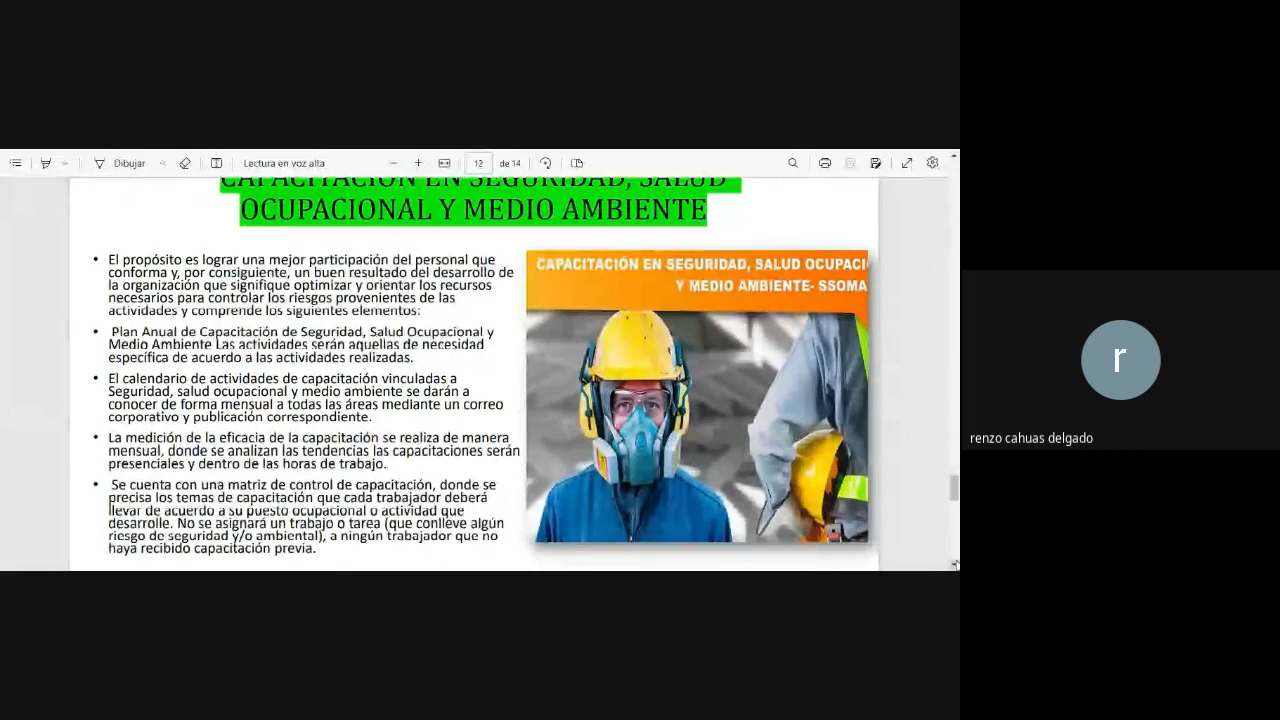 Dibujar
Lectura en voz alta
12
de 14
CAPACITACIÓN EN SEGURIDAD, SALUD
OCUPACIONAL Y MEDIO AMBIENTE
• El propósito es lograr una mejor participación del personal que
conforma y, por consiguiente, un buen resultado del desarrollo de
la organización que signifique optimizar y orientar los recursos
necesarios para controlar los riesgos provenientes de las
actividades y comprende los siguientes elementos:
• Plan Anual de Capacitación de Seguridad, Salud Ocupacional y
Medio Ambiente Las actividades serán aquellas de necesidad
específica de acuerdo a las actividades realizadas.
• El calendario de actividades de capacitación vinculadas a
Seguridad, salud ocupacional y medio ambiente se darán a
conocer de forma mensual a todas las áreas mediante un correo
corporativo y publicación correspondiente.
• La medición de la eficacia de la capacitación se realiza de manera
mensual, donde se analizan las tendencias las capacitaciones serán
presenciales y dentro de las horas de trabajo.
• Se cuenta con una matriz de control de capacitación, donde se
precisa los temas de capacitación que cada trabajador deberá
llevar de acuerdo a su puesto ocupacional o actividad que
desarrolle. No se asignará un trabajo o tarea (que conlleve algún
riesgo de seguridad y/o ambiental), a ningún trabajador que no
haya recibido capacitación previa.
CAPACITACIÓN EN SEGURIDAD, SALUD OCUPACI
Y MEDIO AMBIENTE- SSOMA
r
renzo cahuas delgado